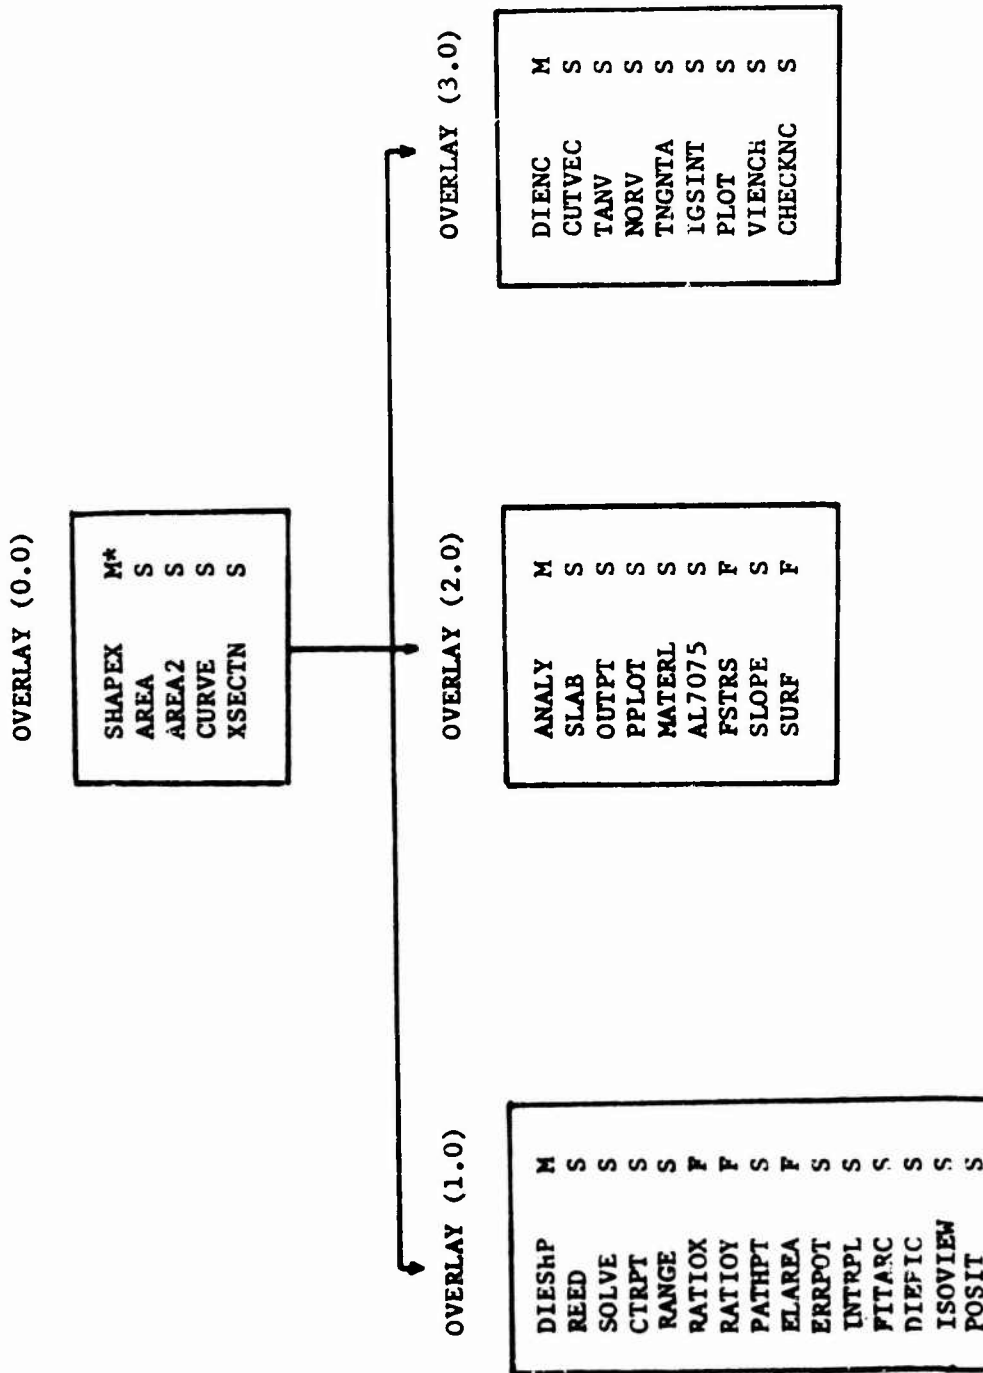 OVERLAY (0.0)
SHAPEX M*
AREA S
AREA2 S
CURVE S
XSECTN S
OVERLAY (1.0)
DIESHP M
REED S
SOLVE S
CTRPT S
RANGE S
RATIOX F
RATIOY F
PATHPT S
ELAREA F
ERRPOT S
INTRPL S
FITARC S
DIEFIC S
ISOVIEW S
POSIT S
OVERLAY (2.0)
ANALY M
SLAB S
OUTPT S
PPLOT S
MATERL S
AL7075 S
FSTRS F
SLOPE S
SURF F
OVERLAY (3.0)
DIENC M
CUTVEC S
TANV S
NORV S
TNGNTA S
IGSINT S
PLOT S
VIENCH S
CHECKNC S